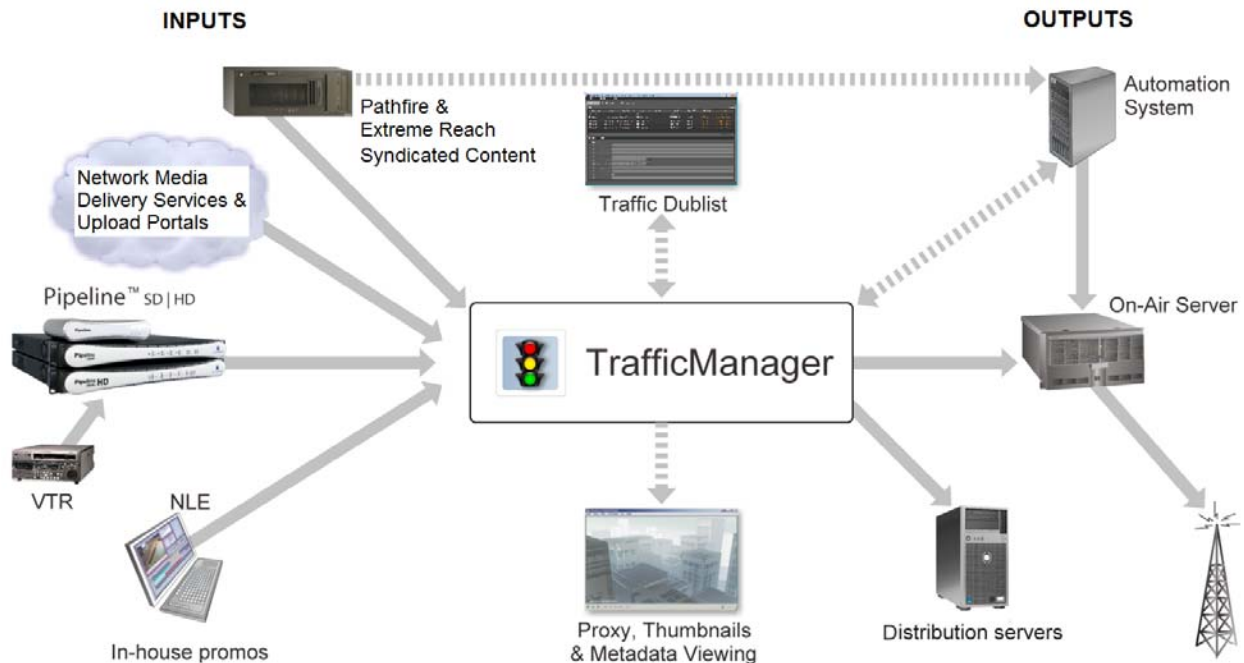 INPUTS
OUTPUTS
Pathfire &
Extreme Reach
Syndicated Content
Automation
System
Network Media
Delivery Services &
Upload Portals
Traffic Dublist
Pipeline™ SD | HD
On-Air Server
TrafficManager
VTR
NLE
In-house promos
Proxy, Thumbnails
& Metadata Viewing
Distribution servers